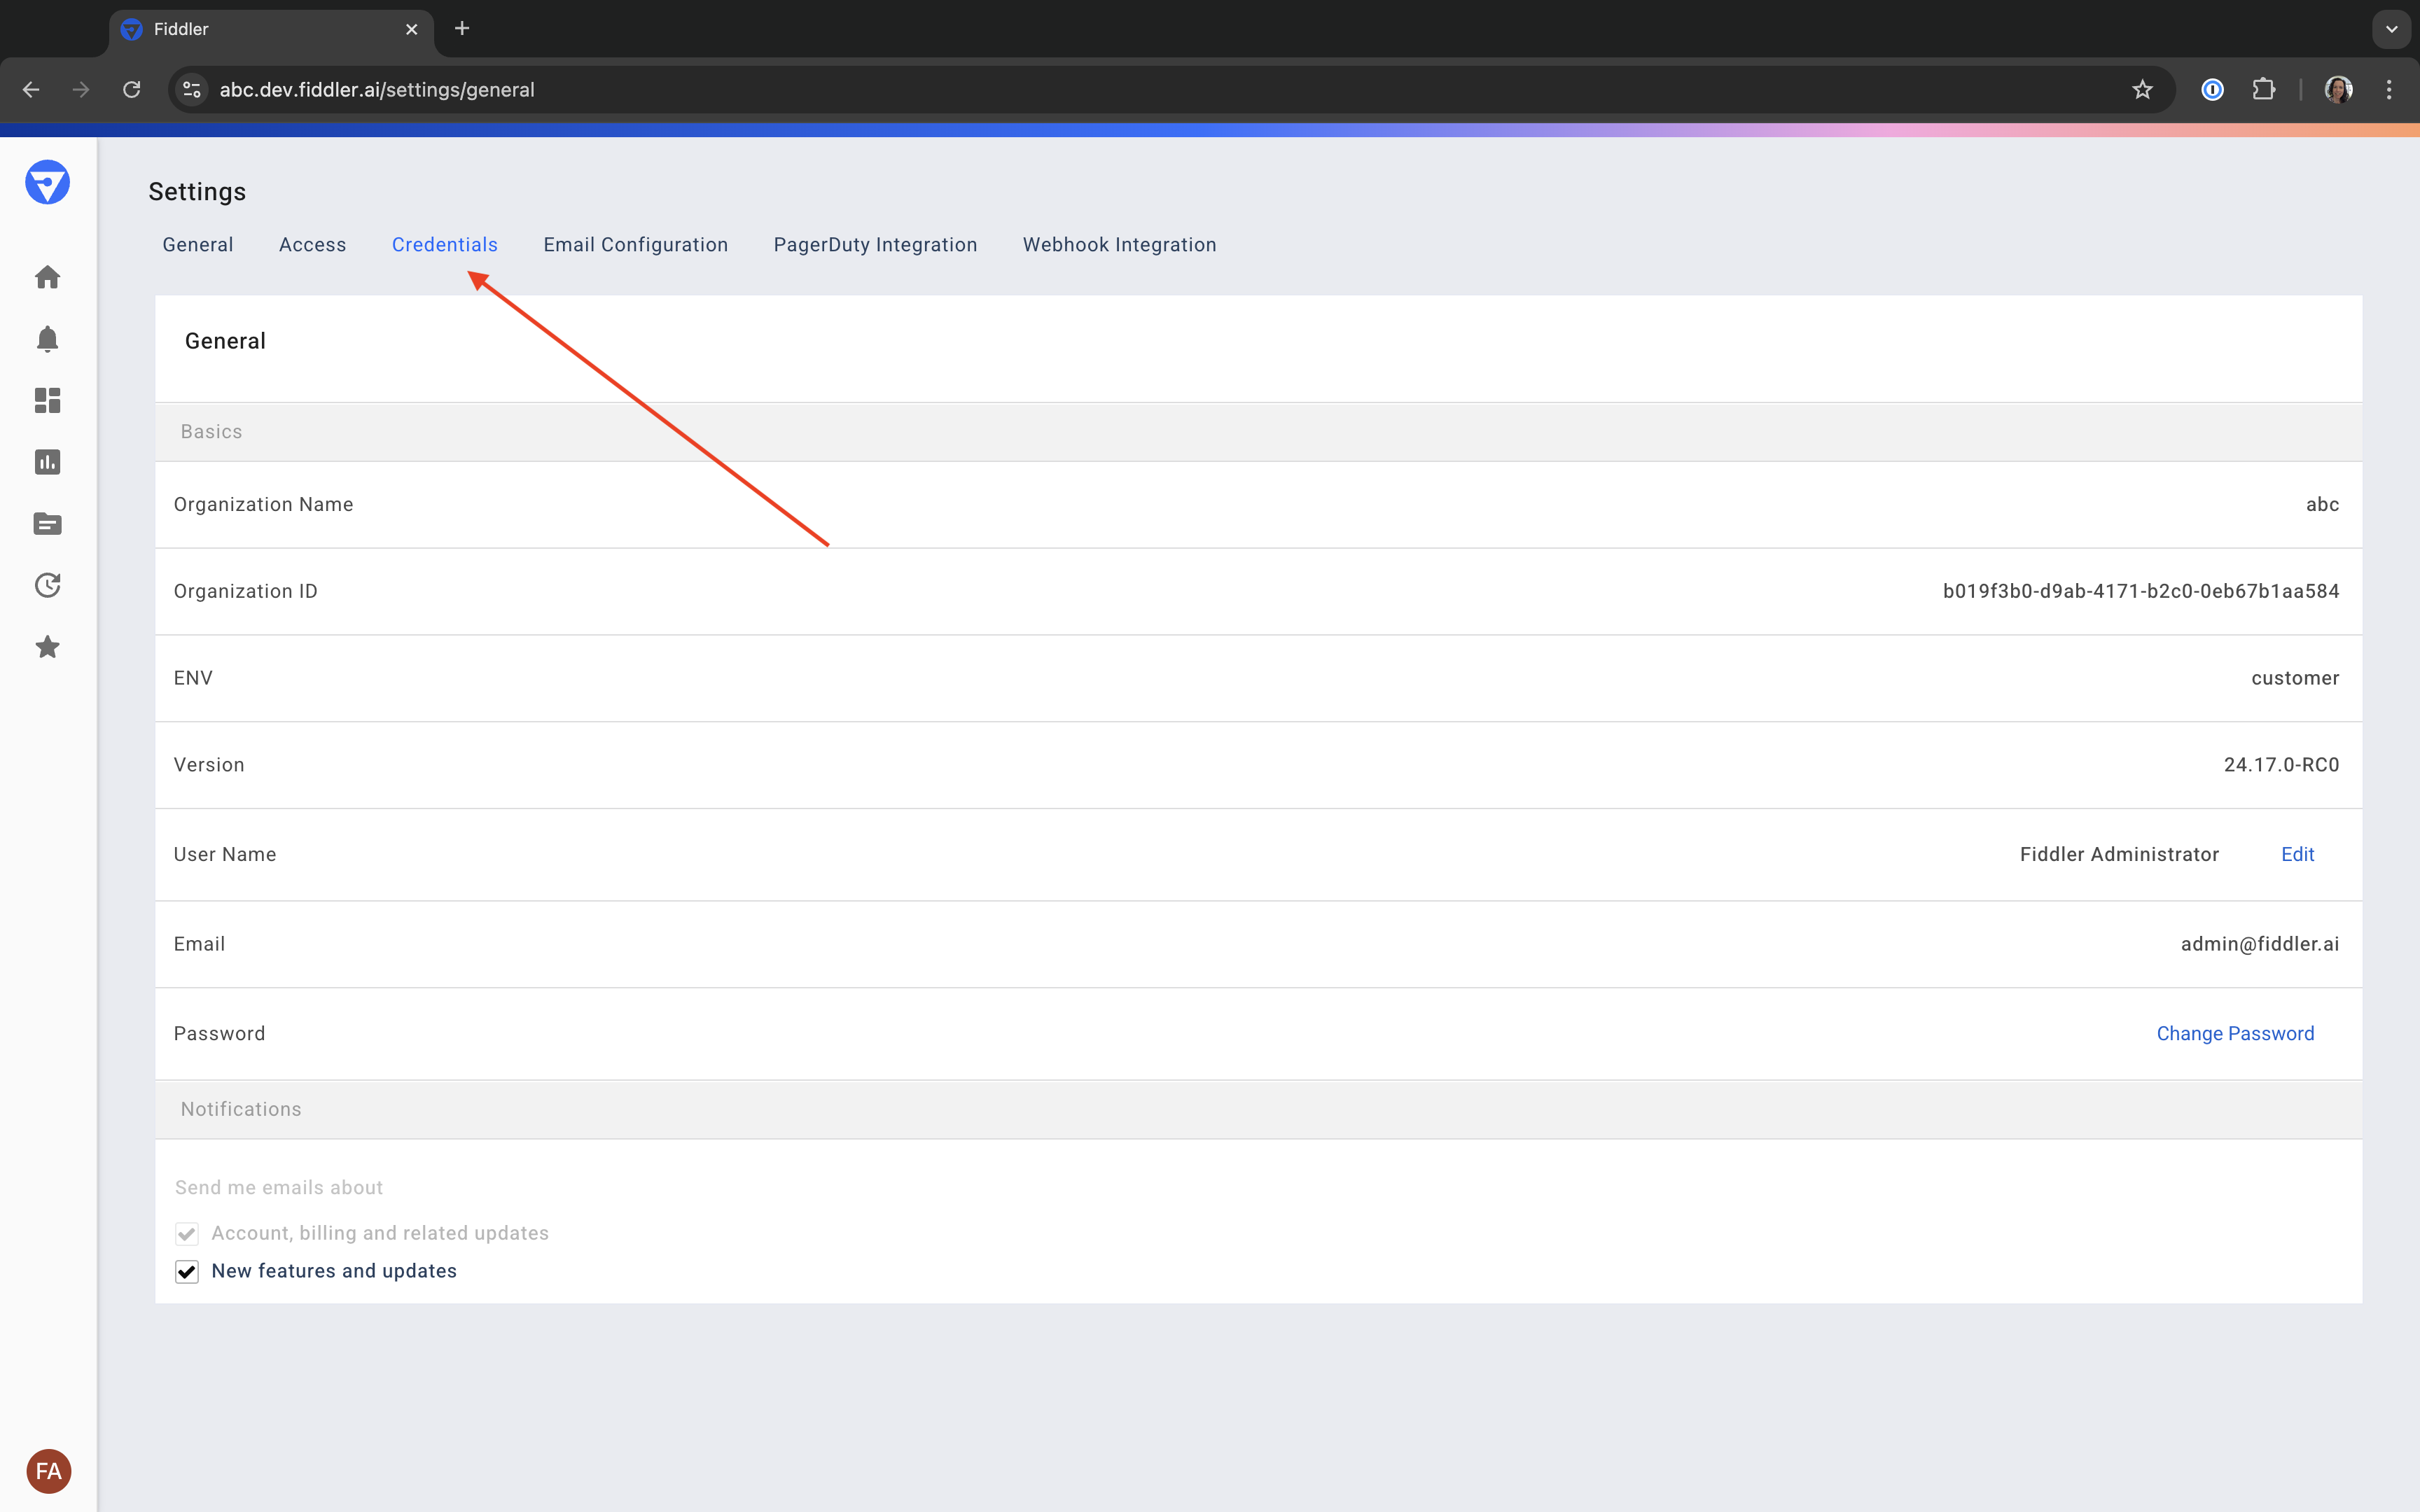 Fiddler
abc.dev.fiddler.ai/settings/general
Settings
General Access Credentials Email Configuration PagerDuty Integration Webhook Integration
General
Basics
Organization Name abc
Organization ID b019f3b0-d9ab-4171-b2c0-0eb67b1aa584
ENV customer
Version 24.17.0-RC0
User Name Fiddler Administrator Edit
Email admin@fiddler.ai
Password Change Password
Notifications
Send me emails about
Account, billing and related updates
New features and updates
FA